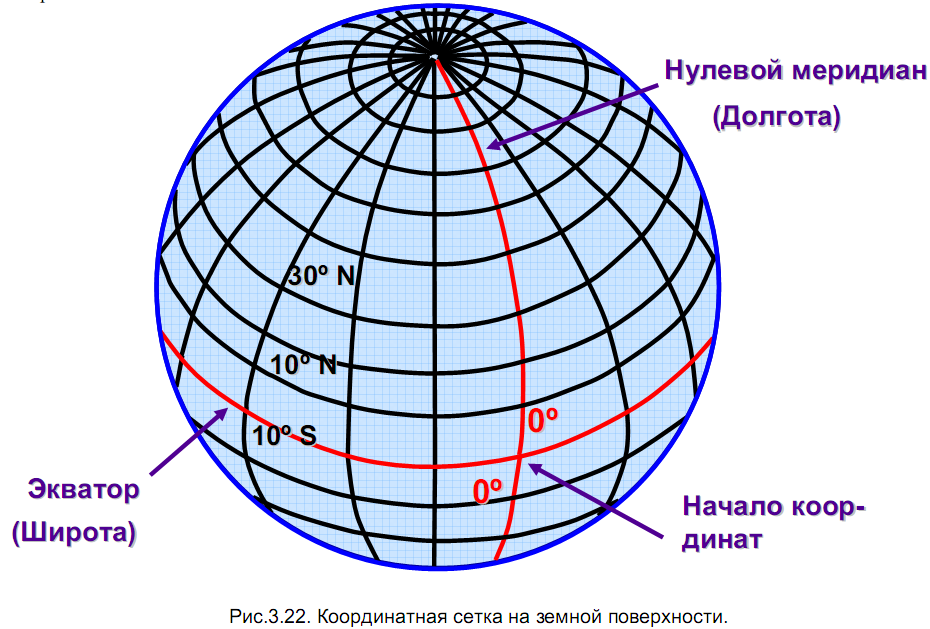 Нулевой меридиан
(Долгота)
30º N
10º N
0º
10º S
0º
Экватор
(Широта)
Начало коор-
динат
Рис.3.22. Координатная сетка на земной поверхности.